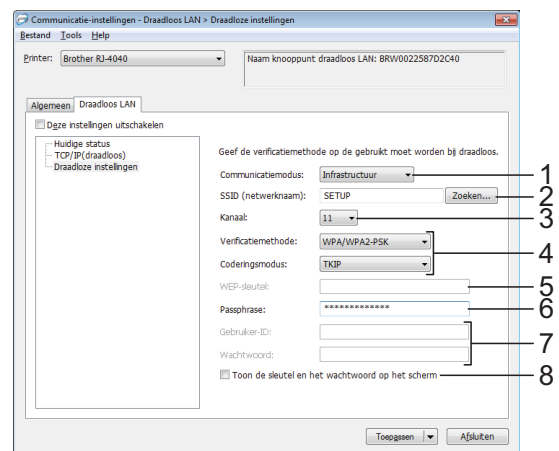 Communicatie-instellingen - Draadloos LAN > Draadloze instellingen
Bestand Tools Help
Printer: Brother RJ-4040
Naam knooppunt draadloos LAN: BRW0022587D2C40
Algemeen Draadloos LAN
Deze instellingen uitschakelen
Huidige status
TCP/IP(draadloos)
Draadloze instellingen
Geef de verificatiemethode op de gebruikt moet worden bij draadloos.
Communicatiemodus: Infrastructuur 1
SSID (netwerknaam): SETUP Zoeken... 2
Kanaal: 11 3
Verificatiemethode: WPA/WPA2-PSK
4
Coderingsmodus: TKIP
WEP-sleutel: 5
Passphrase: ************* 6
Gebruiker-ID:
7
Wachtwoord:
Toon de sleutel en het wachtwoord op het scherm 8
Toepassen Afsluiten